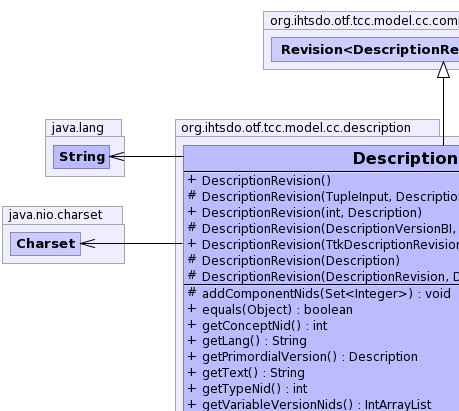 org.ihtsdo.otf.tcc.model.cc.com
Revision<DescriptionRe
java.lang
String
org.ihtsdo.otf.tcc.model.cc.description
Description
java.nio.charset
Charset
+ DescriptionRevision()
# DescriptionRevision(TupleInput, Description
+ DescriptionRevision(int, Description)
# DescriptionRevision(DescriptionVersionBI,
+ DescriptionRevision(TtkDescriptionRevision
# DescriptionRevision(Description)
# DescriptionRevision(DescriptionRevision, D
# addComponentNids(Set<Integer>) : void
+ equals(Object) : boolean
+ getConceptNid() : int
+ getLang() : String
+ getPrimordialVersion() : Description
+ getText() : String
+ getTypeNid() : int
+ getVariableVersionNids() : IntArrayList